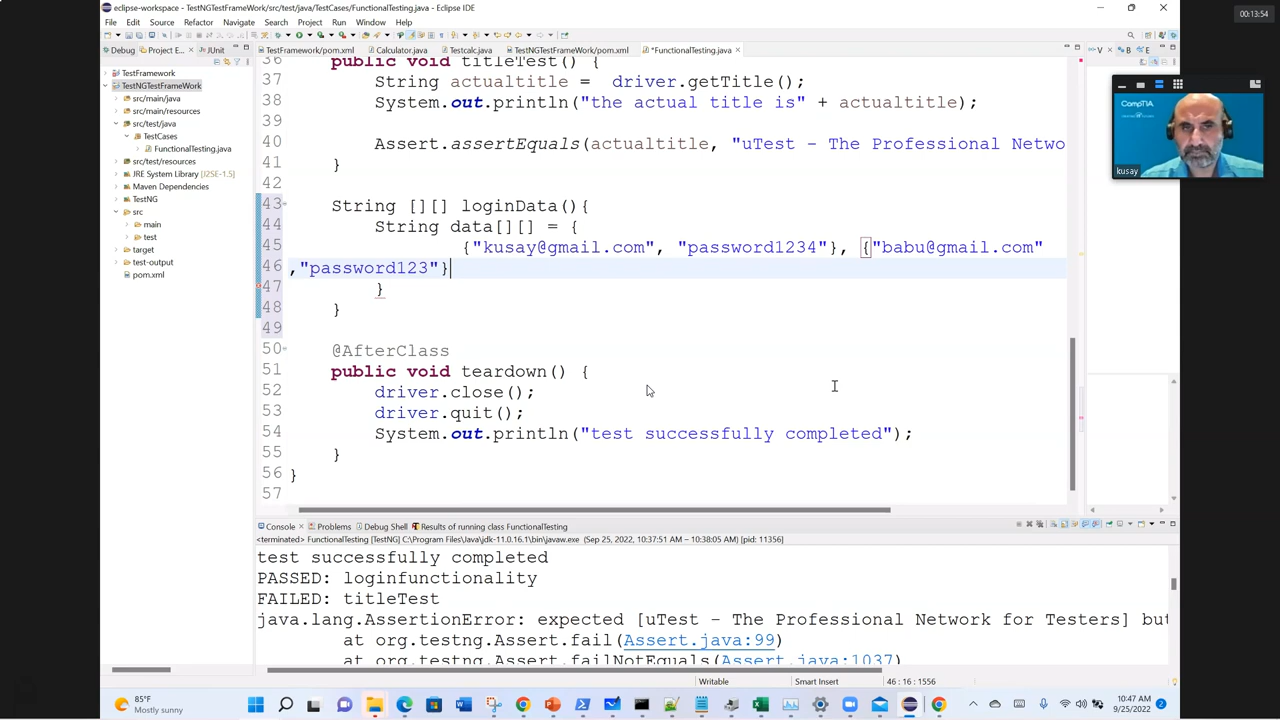 eclipse-workspace - TestNGTestFrameWork/src/test/java/TestCases/FunctionalTesting.java - Eclipse IDE
00:13:54
File Edit Source Refactor Navigate Search Project Run Window Help
Debug Project E... JUnit
TestFramework/pom.xml Calculator.java Testcalc.java TestNGTestFrameWork/pom.xml *FunctionalTesting.java
V B E
TestFramework
TestNGTestFrameWork
src/main/java
src/main/resources
src/test/java
TestCases
FunctionalTesting.java
src/test/resources
JRE System Library [J2SE-1.5]
Maven Dependencies
TestNG
src
main
test
target
test-output
pom.xml
36 public void titleTest() {
37 String actualtitle = driver.getTitle();
38 System.out.println("the actual title is" + actualtitle);
40 Assert.assertEquals(actualtitle, "uTest - The Professional Netwo
41 }
42
43 String [][] loginData(){
44 String data[][] = {
45 {"kusay@gmail.com", "password1234"}, {"babu@gmail.com"
46 ,"password123"}
47 }
48 }
49
50 @AfterClass
51 public void teardown() {
52 driver.close();
53 driver.quit();
54 System.out.println("test successfully completed");
55 }
56 }
57
CompTIA
kusay
Console Problems Debug Shell Results of running class FunctionalTesting
<terminated> FunctionalTesting [TestNG] C:\Program Files\Java\jdk-11.0.16.1\bin\javaw.exe (Sep 25, 2022, 10:37:51 AM – 10:38:05 AM) [pid: 11356]
test successfully completed
PASSED: loginfunctionality
FAILED: titleTest
java.lang.AssertionError: expected [uTest - The Professional Network for Testers] but
at org.testng.Assert.fail(Assert.java:99)
at org.testng.Assert.failNotEquals(Assert.java:1037)
Writable Smart Insert 46 : 16 : 1556
85°F
Mostly sunny
10:47 AM
9/25/2022